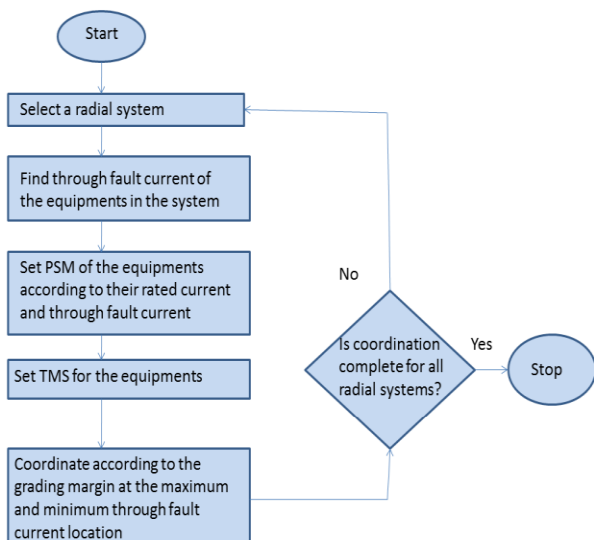 Start
Select a radial system
Find through fault current of
the equipments in the system
Set PSM of the equipments
according to their rated current
and through fault current
Set TMS for the equipments
Coordinate according to the
grading margin at the maximum
and minimum through fault
current location
No
Is coordination
complete for all
radial systems?
Yes
Stop